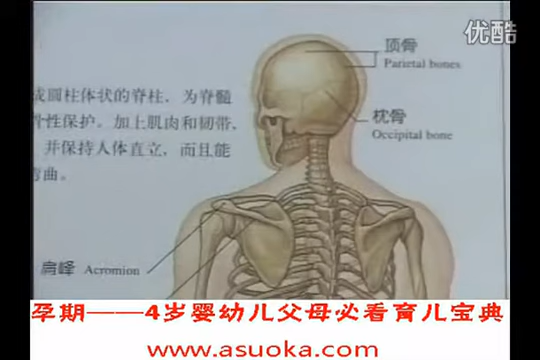 优酷
顶骨
Parietal bones
成圆柱体状的脊柱，为脊髓
骨性保护。加上肌肉和韧带，
并保持人体直立，而且能
弯曲。
枕骨
Occipital bone
肩峰 Acromion
孕期——4岁婴幼儿父母必看育儿宝典
www.asuoka.com